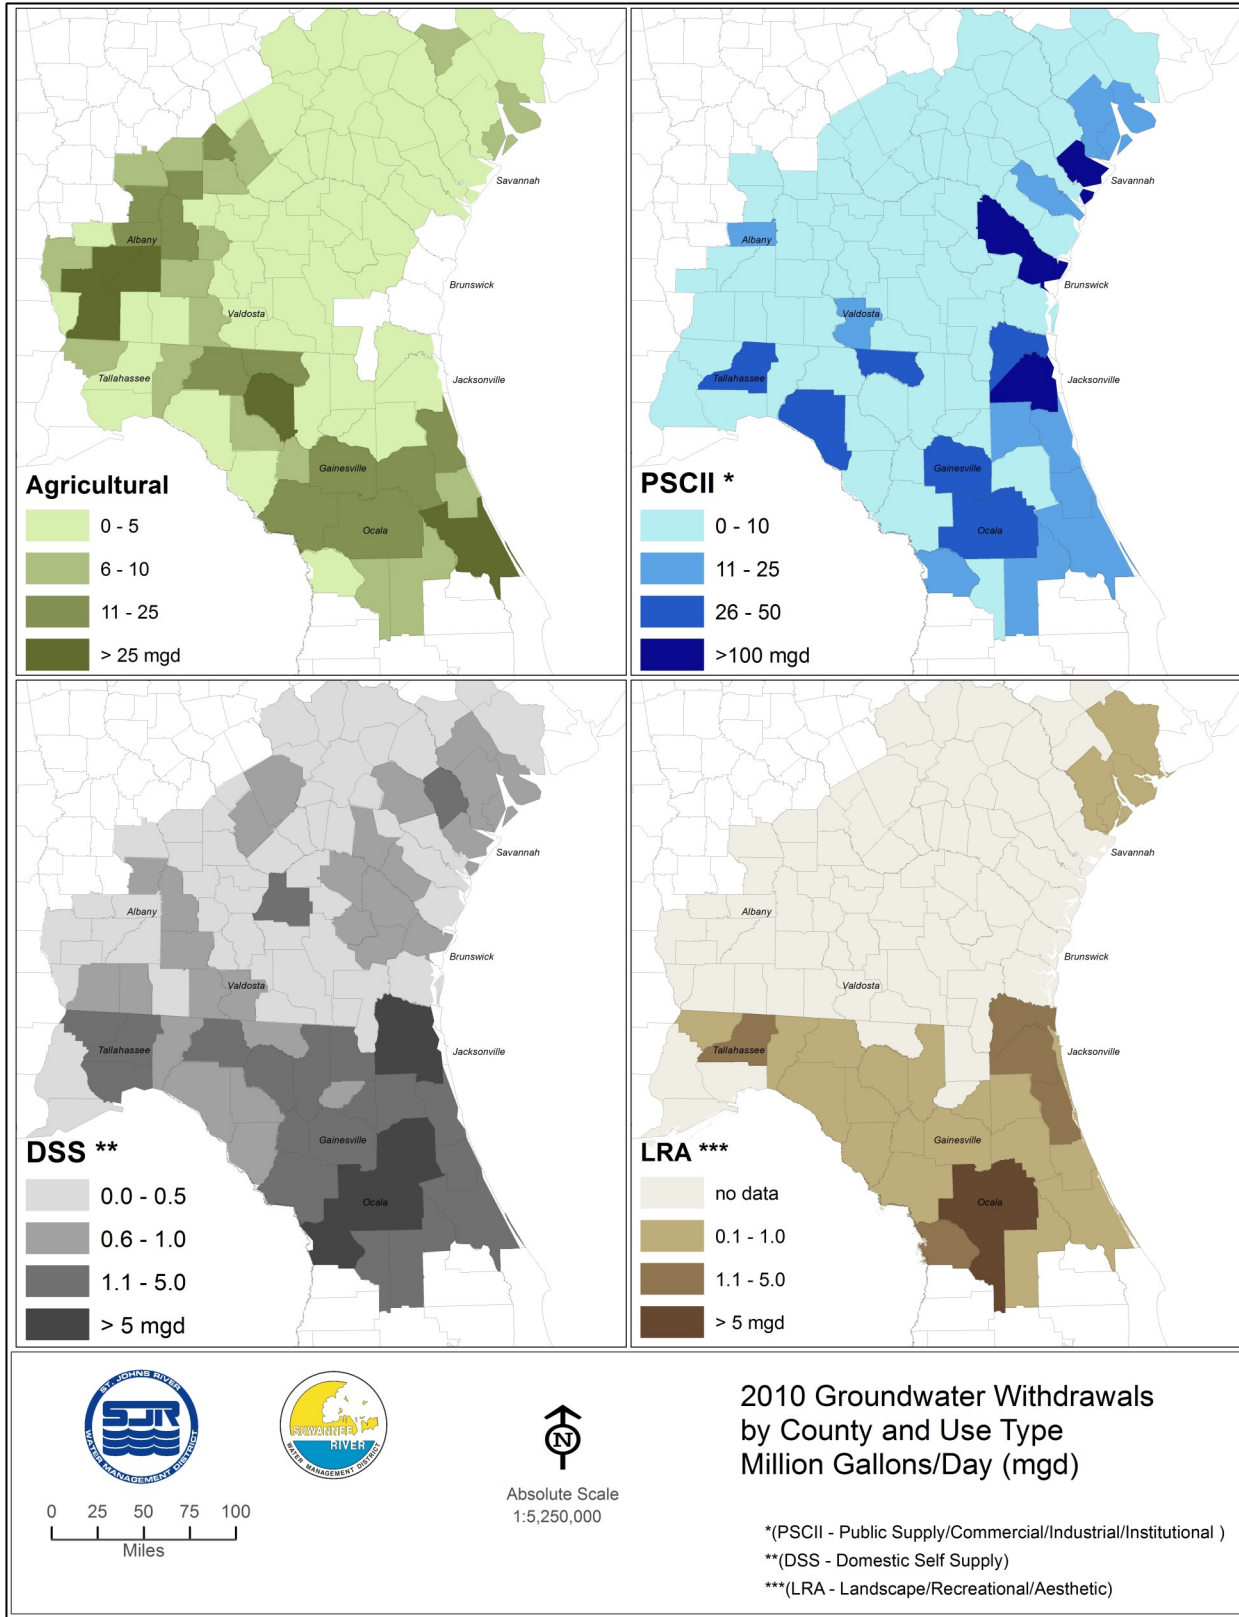 Savannah
Albany
Brunswick
Valdosta
Tallahassee
Jacksonville
Gainesville
Ocala
Agricultural
0 - 5
6 - 10
11 - 25
> 25 mgd
Savannah
Albany
Brunswick
Valdosta
Tallahassee
Jacksonville
Gainesville
Ocala
PSCII *
0 - 10
11 - 25
26 - 50
>100 mgd
Savannah
Albany
Brunswick
Valdosta
Tallahassee
Jacksonville
Gainesville
Ocala
DSS **
0.0 - 0.5
0.6 - 1.0
1.1 - 5.0
> 5 mgd
Savannah
Albany
Brunswick
Valdosta
Tallahassee
Jacksonville
Gainesville
Ocala
LRA ***
no data
0.1 - 1.0
1.1 - 5.0
> 5 mgd
ST. JOHNS RIVER
SJR
WATER MANAGEMENT DISTRICT
SUWANNEE
RIVER
WATER MANAGEMENT DISTRICT
0 25 50 100
Miles
N
Absolute Scale
1:5,250,000
2010 Groundwater Withdrawals
by County and Use Type
Million Gallons/Day (mgd)
*(PSCII - Public Supply/Commercial/Industrial/Institutional )
**(DSS - Domestic Self Supply)
***(LRA - Landscape/Recreational/Aesthetic)